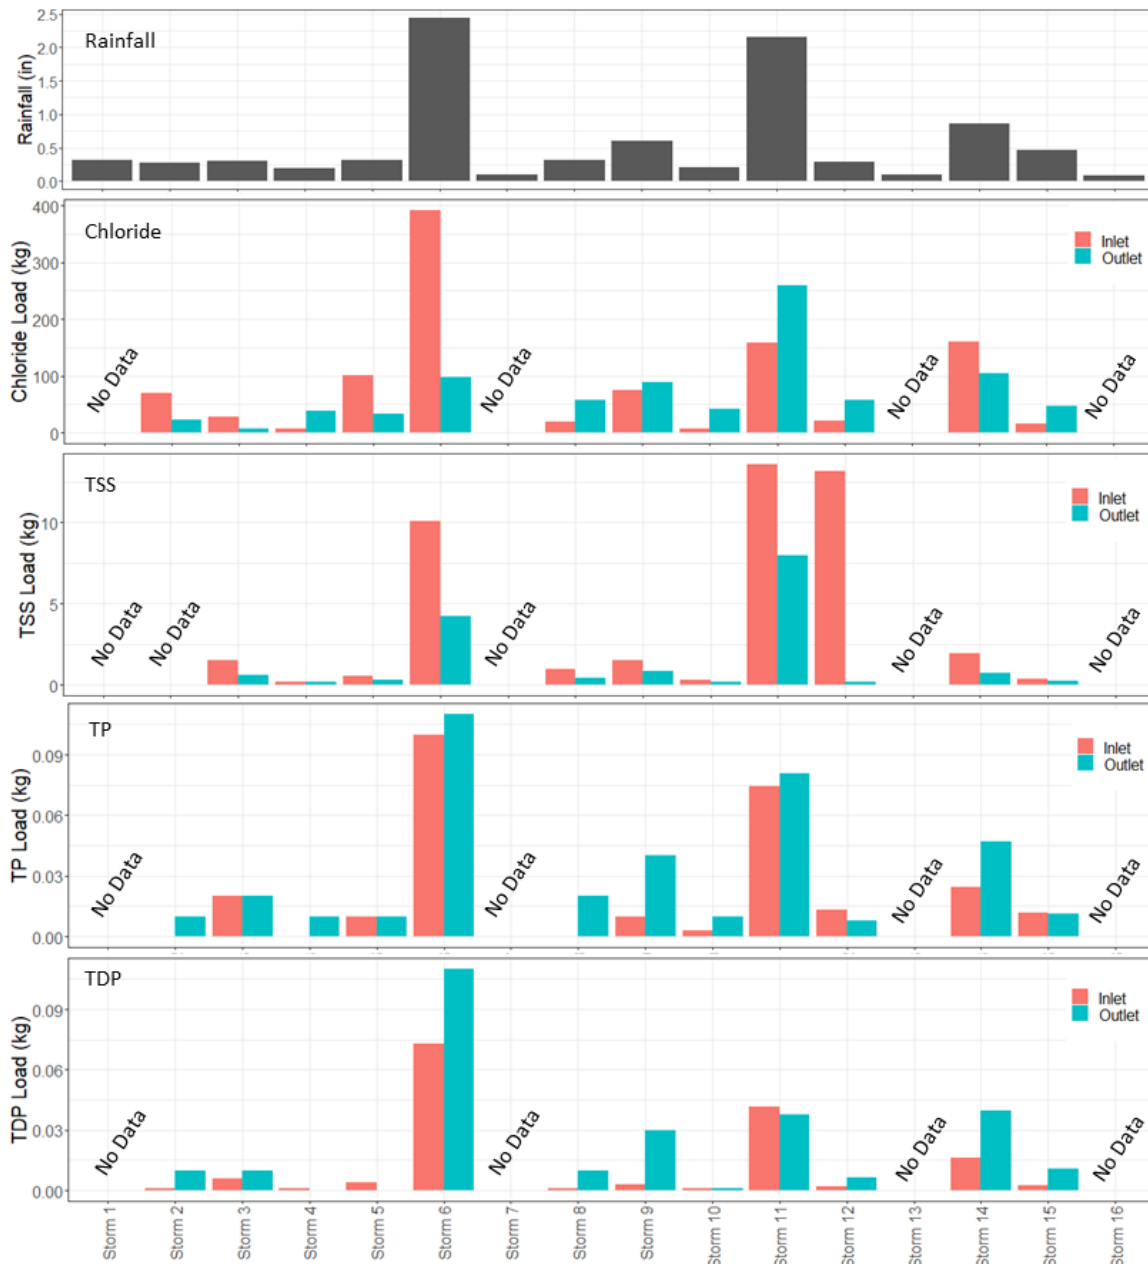 Rainfall
Rainfall (in)
2.5
2.0
1.5
1.0
0.5
0.0
Chloride
Chloride Load (kg)
400
300
200
100
0
Inlet
Outlet
No Data
No Data
No Data
No Data
TSS
TSS Load (kg)
10
5
0
Inlet
Outlet
No Data
No Data
No Data
No Data
No Data
TP
TP Load (kg)
0.09
0.06
0.03
0.00
Inlet
Outlet
No Data
No Data
No Data
No Data
TDP
TDP Load (kg)
0.09
0.06
0.03
0.00
Inlet
Outlet
No Data
No Data
No Data
No Data
Storm 1
Storm 2
Storm 3
Storm 4
Storm 5
Storm 6
Storm 7
Storm 8
Storm 9
Storm 10
Storm 11
Storm 12
Storm 13
Storm 14
Storm 15
Storm 16